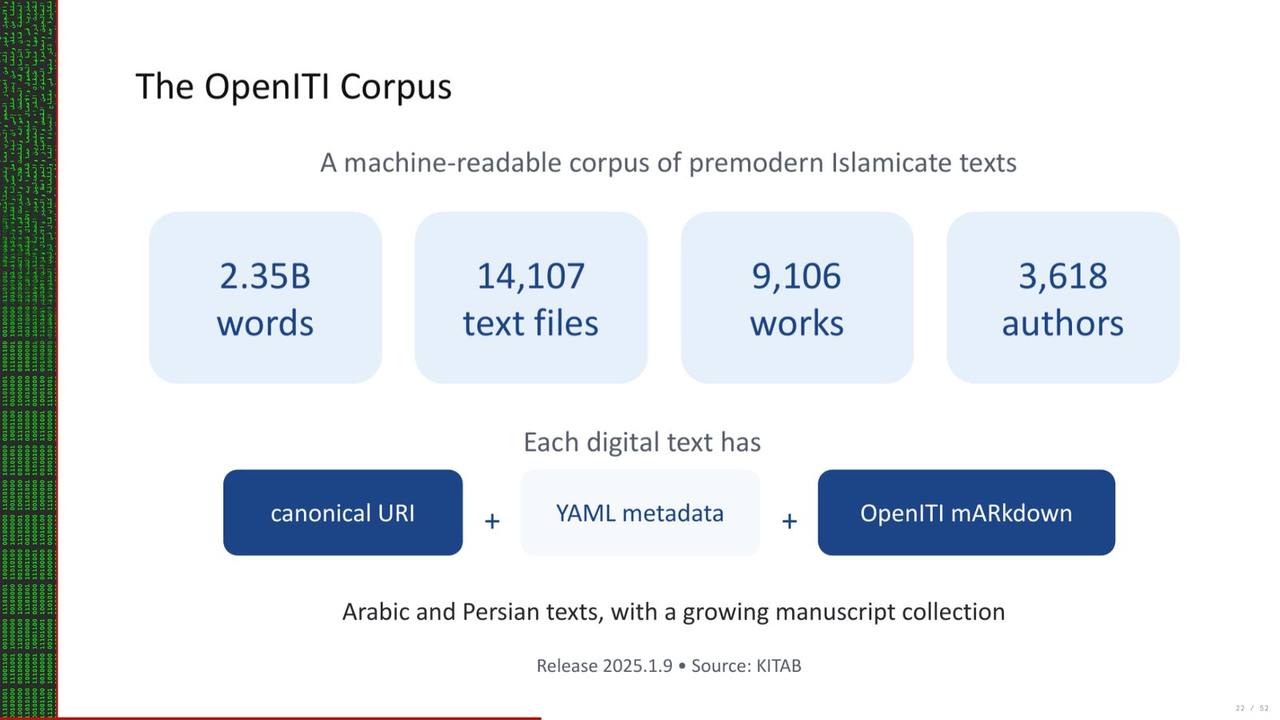 The OpenITI Corpus
A machine-readable corpus of premodern Islamicate texts
2.35B
words
14,107
text files
9,106
works
3,618
authors
Each digital text has
canonical URI
+
YAML metadata
+
OpenITI mARkdown
Arabic and Persian texts, with a growing manuscript collection
Release 2025.1.9 • Source: KITAB
22 / 52